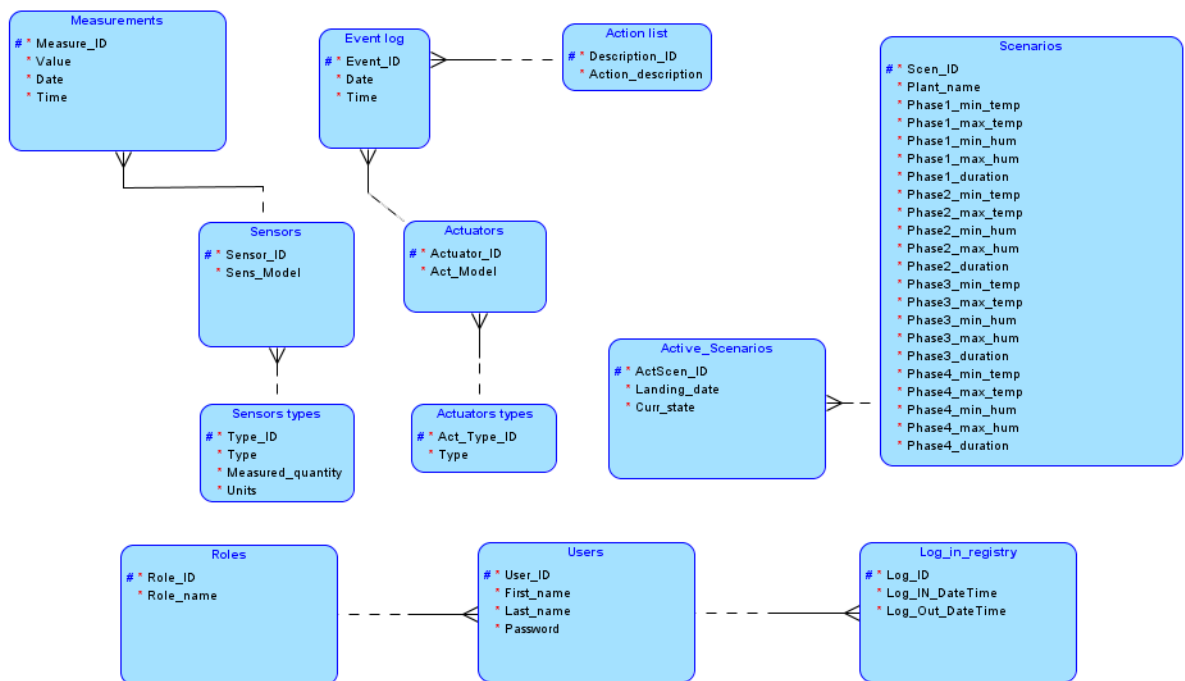 Measurements
# * Measure_ID
* Value
* Date
* Time
Event log
# * Event_ID
* Date
* Time
Action list
# * Description_ID
* Action_description
Scenarios
# * Scen_ID
* Plant_name
* Phase1_min_temp
* Phase1_max_temp
* Phase1_min_hum
* Phase1_max_hum
* Phase1_duration
* Phase2_min_temp
* Phase2_max_temp
* Phase2_min_hum
* Phase2_max_hum
* Phase2_duration
* Phase3_min_temp
* Phase3_max_temp
* Phase3_min_hum
* Phase3_max_hum
* Phase3_duration
* Phase4_min_temp
* Phase4_max_temp
* Phase4_min_hum
* Phase4_max_hum
* Phase4_duration
Sensors
# * Sensor_ID
* Sens_Model
Actuators
# * Actuator_ID
* Act_Model
Active_Scenarios
# * ActScen_ID
* Landing_date
* Curr_state
Sensors types
# * Type_ID
* Type
* Measured_quantity
* Units
Actuators types
# * Act_Type_ID
* Type
Roles
# * Role_ID
* Role_name
Users
# * User_ID
* First_name
* Last_name
* Password
Log_in_registry
# * Log_ID
* Log_IN_DateTime
* Log_Out_DateTime